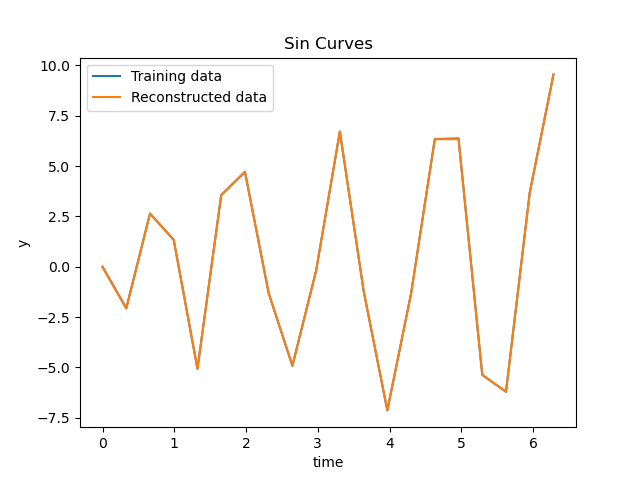 Sin Curves
Training data
Reconstructed data
10.0
7.5
5.0
2.5
0.0
−2.5
−5.0
−7.5
y
0 1 2 3 4 5 6
time